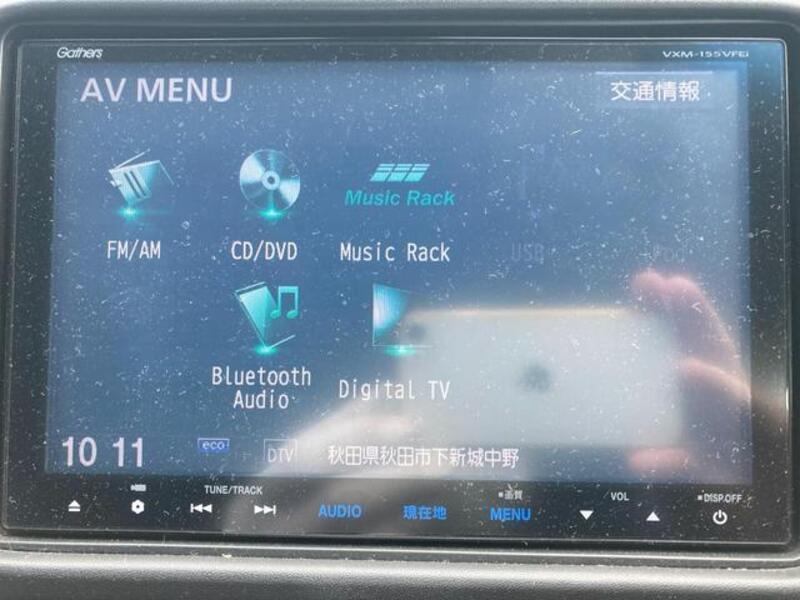 Gathers
VXM-155VFEi
AV MENU
交通情報
Music Rack
FM/AM
CD/DVD
Music Rack
USB
iPod
Bluetooth
Audio
Digital TV
10 11
eco
DTV
秋田県秋田市下新城中野
TUNE/TRACK
画質
VOL
DISP.OFF
AUDIO
現在地
MENU